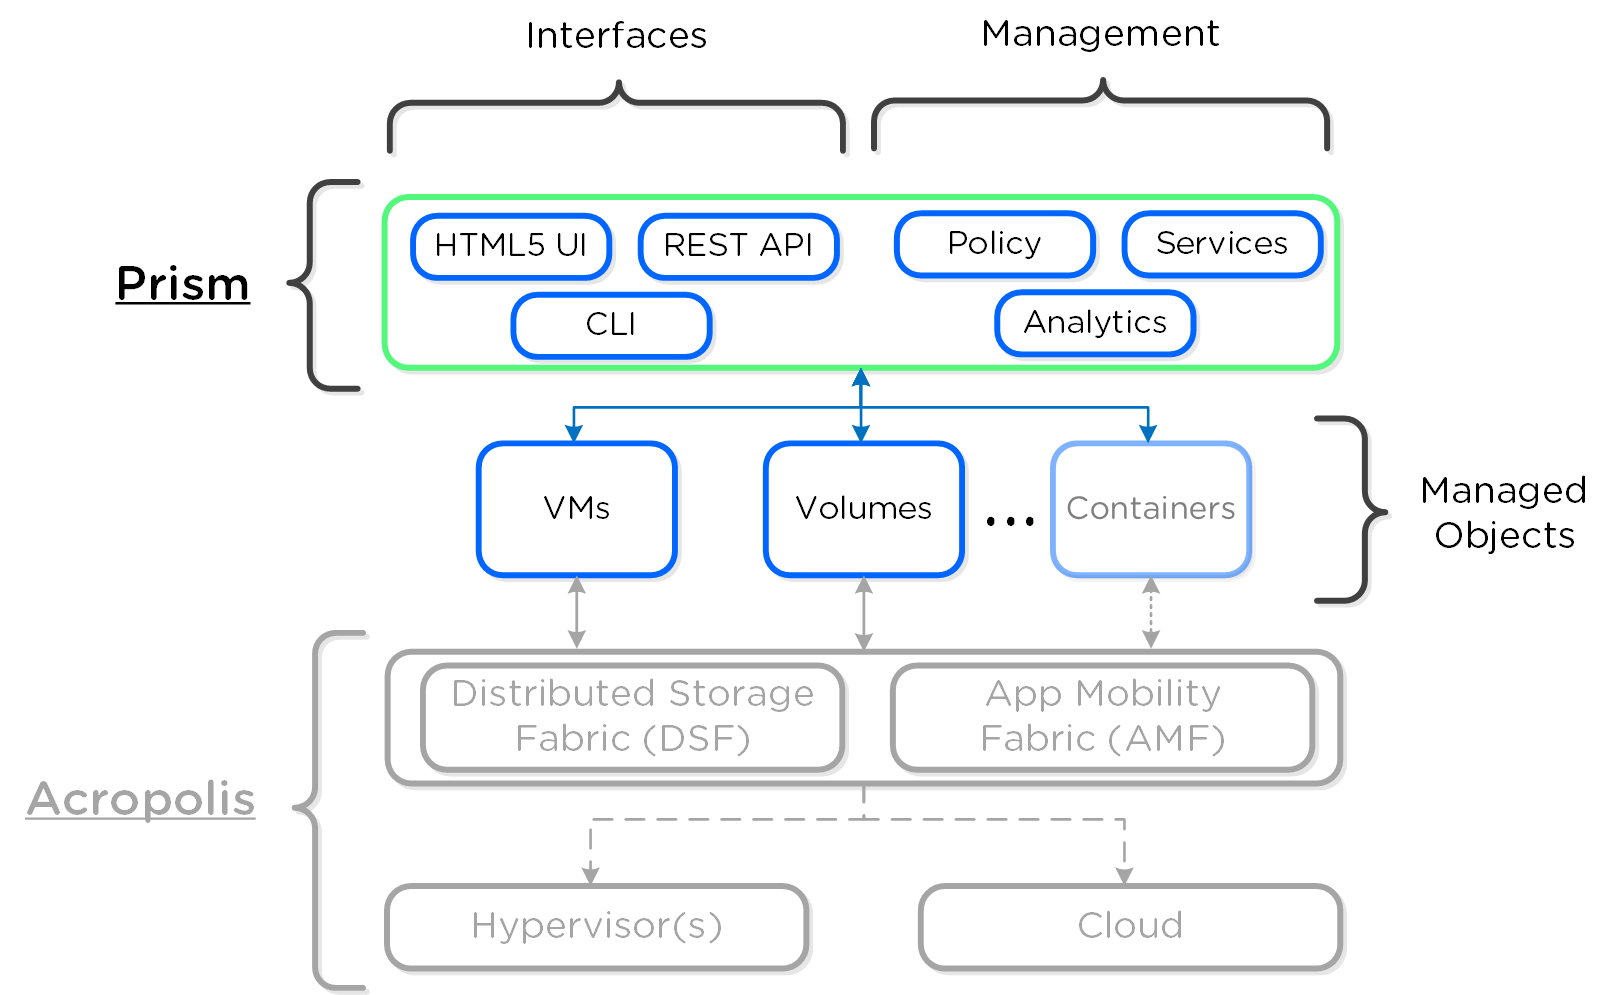 Interfaces
Management
Prism
HTML5 UI
REST API
Policy
Services
CLI
Analytics
VMs
Volumes
...
Containers
Managed
Objects
Distributed Storage
Fabric (DSF)
App Mobility
Fabric (AMF)
Acropolis
Hypervisor(s)
Cloud